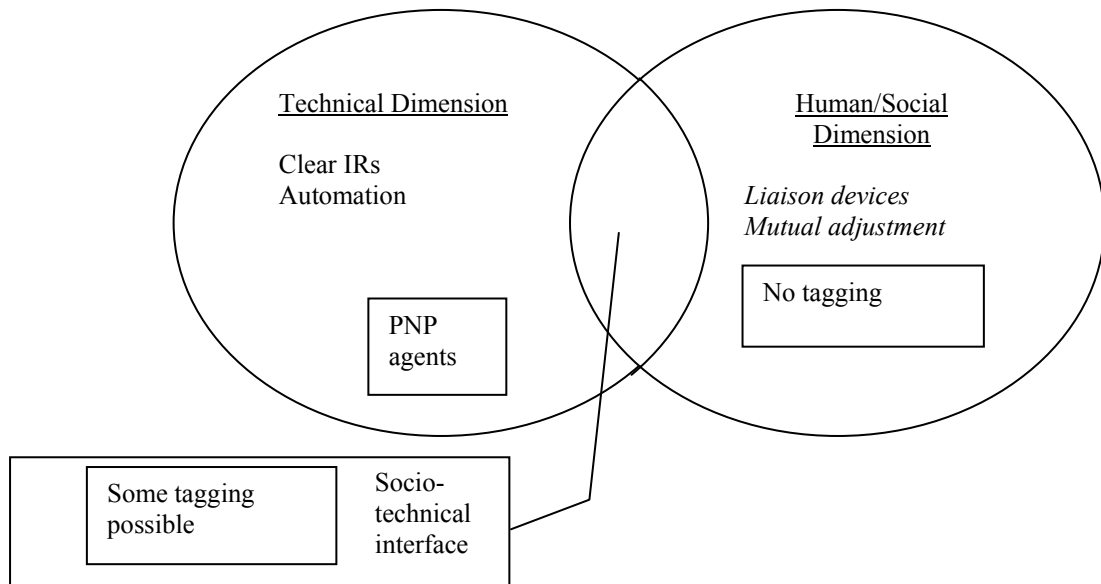 Technical Dimension
Clear IRs
Automation
PNP
agents
Human/Social
Dimension
Liaison devices
Mutual adjustment
No tagging
Some tagging
possible
Socio-
technical
interface